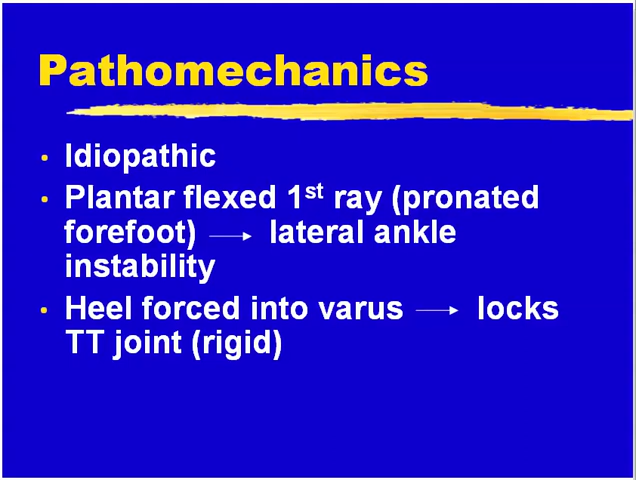 Pathomechanics
• Idiopathic
• Plantar flexed 1st ray (pronated
forefoot) → lateral ankle
instability
• Heel forced into varus → locks
TT joint (rigid)